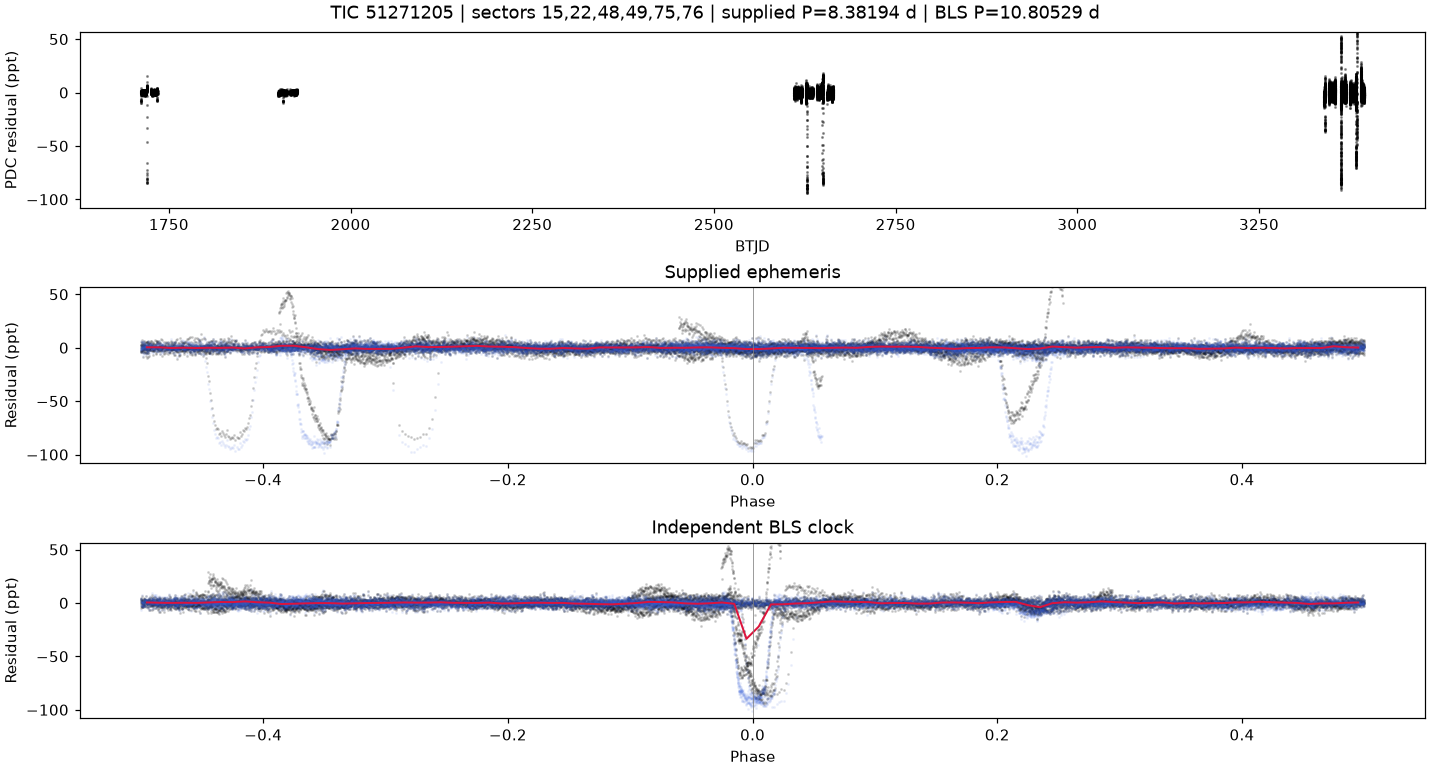 TIC 51271205 | sectors 15,22,48,49,75,76 | supplied P=8.38194 d | BLS P=10.80529 d
50
0
−50
−100
PDC residual (ppt)
1750 2000 2250 2500 2750 3000 3250
BTJD
Supplied ephemeris
50
0
−50
−100
Residual (ppt)
−0.4 −0.2 0.0 0.2 0.4
Phase
Independent BLS clock
50
0
−50
−100
Residual (ppt)
−0.4 −0.2 0.0 0.2 0.4
Phase